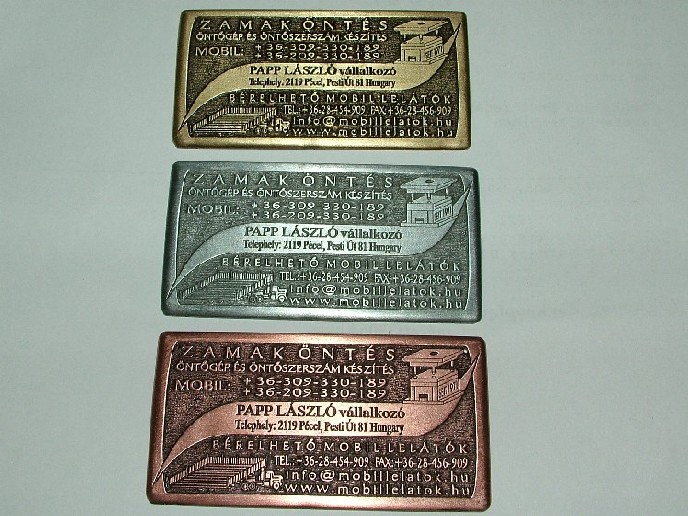 ZAMAKÖNTÉS
ÖNTŐGÉP ÉS ÖNTŐSZERSZÁM KÉSZÍTÉS
MOBIL: +36-309-330-189
+36-209-330-189
PAPP LÁSZLÓ vállalkozó
Telephely: 2119 Pécel, Pesti Út 81 Hungary
BÉRELHETŐ MOBIL LELÁTÓK
TEL.: +36-28-454-909 FAX: +36-28-456-909
info@mobillelatok.hu
www.mobillelatok.hu
ZAMAKÖNTÉS
ÖNTŐGÉP ÉS ÖNTŐSZERSZÁM KÉSZÍTÉS
MOBIL: +36-309-330-189
+36-209-330-189
PAPP LÁSZLÓ vállalkozó
Telephely: 2119 Pécel, Pesti Út 81 Hungary
BÉRELHETŐ MOBIL LELÁTÓK
TEL.: +36-28-454-909 FAX: +36-28-456-909
info@mobillelatok.hu
www.mobillelatok.hu
ZAMAKÖNTÉS
ÖNTŐGÉP ÉS ÖNTŐSZERSZÁM KÉSZÍTÉS
MOBIL: +36-309-330-189
+36-209-330-189
PAPP LÁSZLÓ vállalkozó
Telephely: 2119 Pécel, Pesti Út 81 Hungary
BÉRELHETŐ MOBIL LELÁTÓK
TEL.: +36-28-454-909 FAX: +36-28-456-909
info@mobillelatok.hu
www.mobillelatok.hu